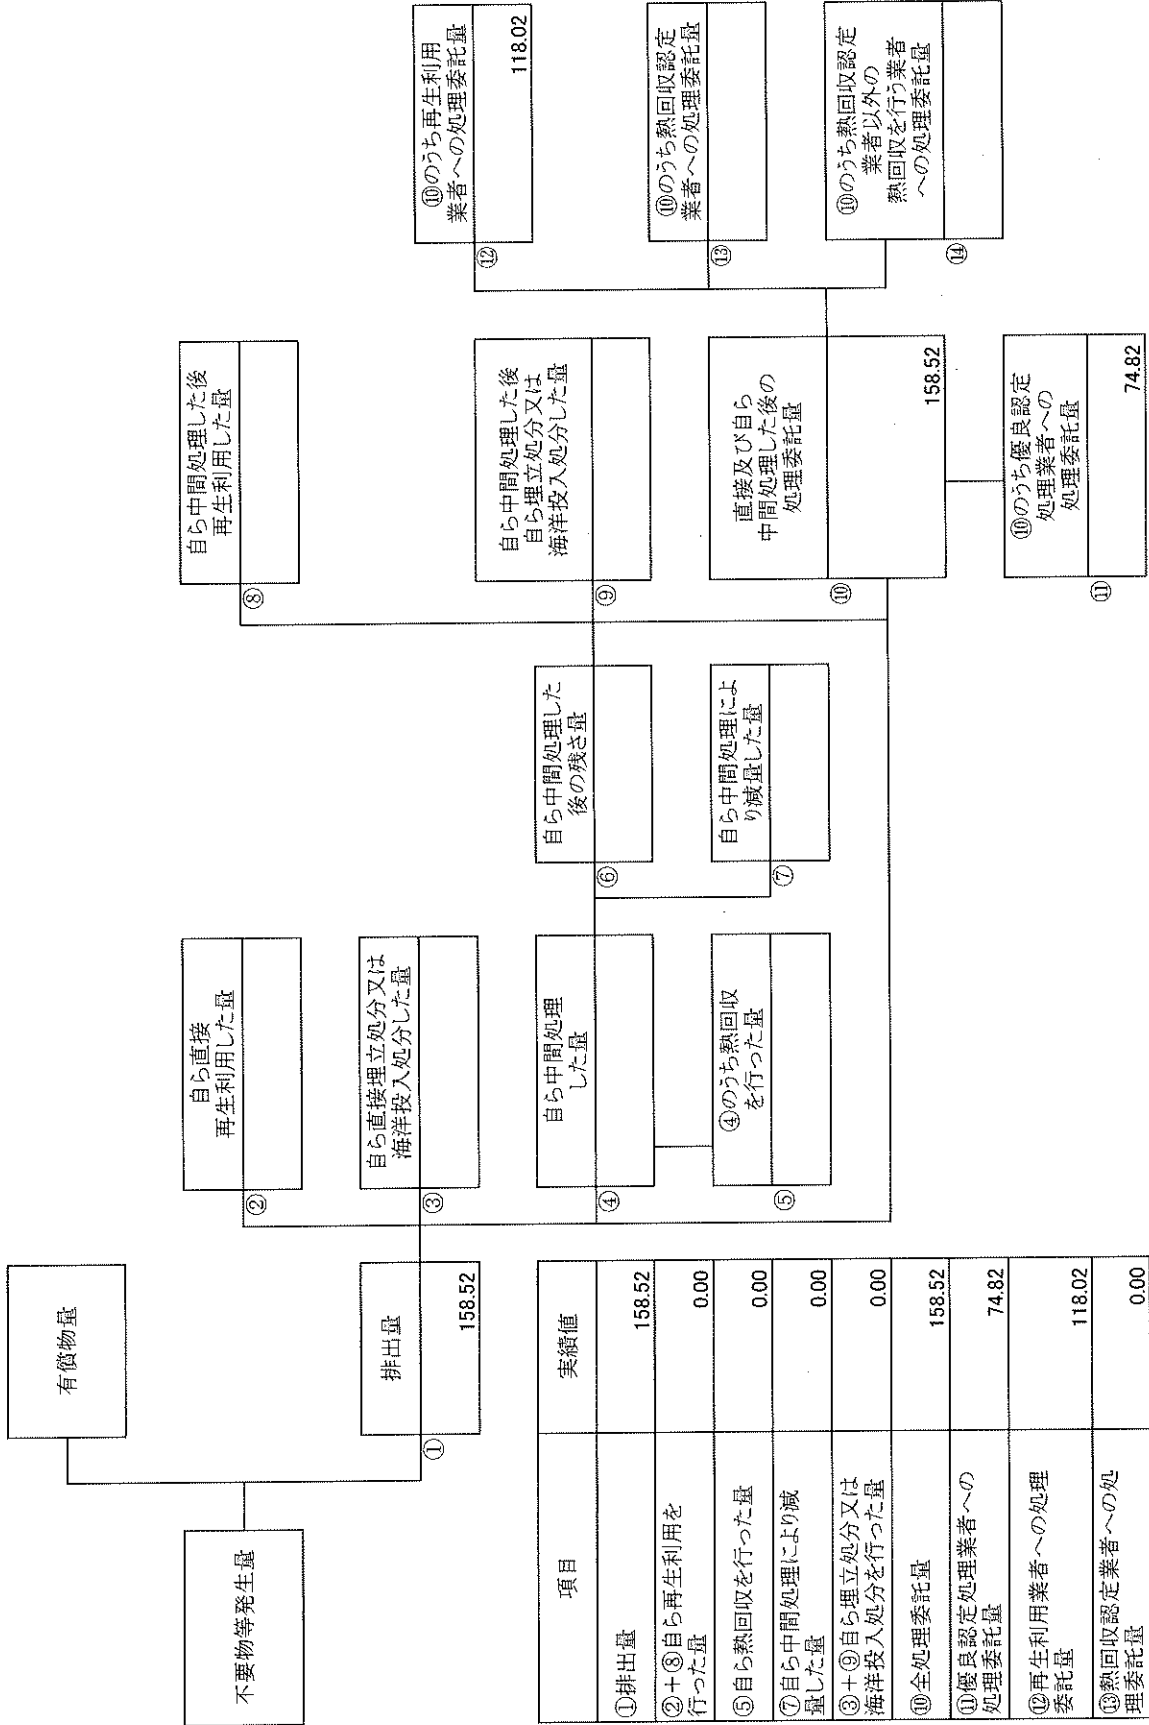 不要物等発生量
有償物量
排出量
①
158.52
自ら直接
再生利用した量
②
自ら直接埋立処分又は
海洋投入処分した量
③
自ら中間処理
した量
④
④のうち熱回収
を行った量
⑤
自ら中間処理した
後の残さ量
⑥
自ら中間処理によ
り減量した量
⑦
自ら中間処理した後
再生利用した量
⑧
自ら中間処理した後
自ら埋立処分又は
海洋投入処分した量
⑨
直接及び自ら
中間処理した後の
処理委託量
⑩
158.52
⑩のうち優良認定
処理業者への
処理委託量
⑪
74.82
⑩のうち再生利用
業者への処理委託量
⑫
118.02
⑩のうち熱回収認定
業者への処理委託量
⑬
⑩のうち熱回収認定
業者以外の
熱回収を行う業者
への処理委託量
⑭
項目 実績値
①排出量 158.52
②+⑧自ら再生利用を
行った量 0.00
⑤自ら熱回収を行った量 0.00
⑦自ら中間処理により減
量した量 0.00
③+⑨自ら埋立処分又は
海洋投入処分を行った量 0.00
⑩全処理委託量 158.52
⑪優良認定処理業者への
処理委託量 74.82
⑫再生利用業者への処理
委託量 118.02
⑬熱回収認定業者への処
理委託量 0.00